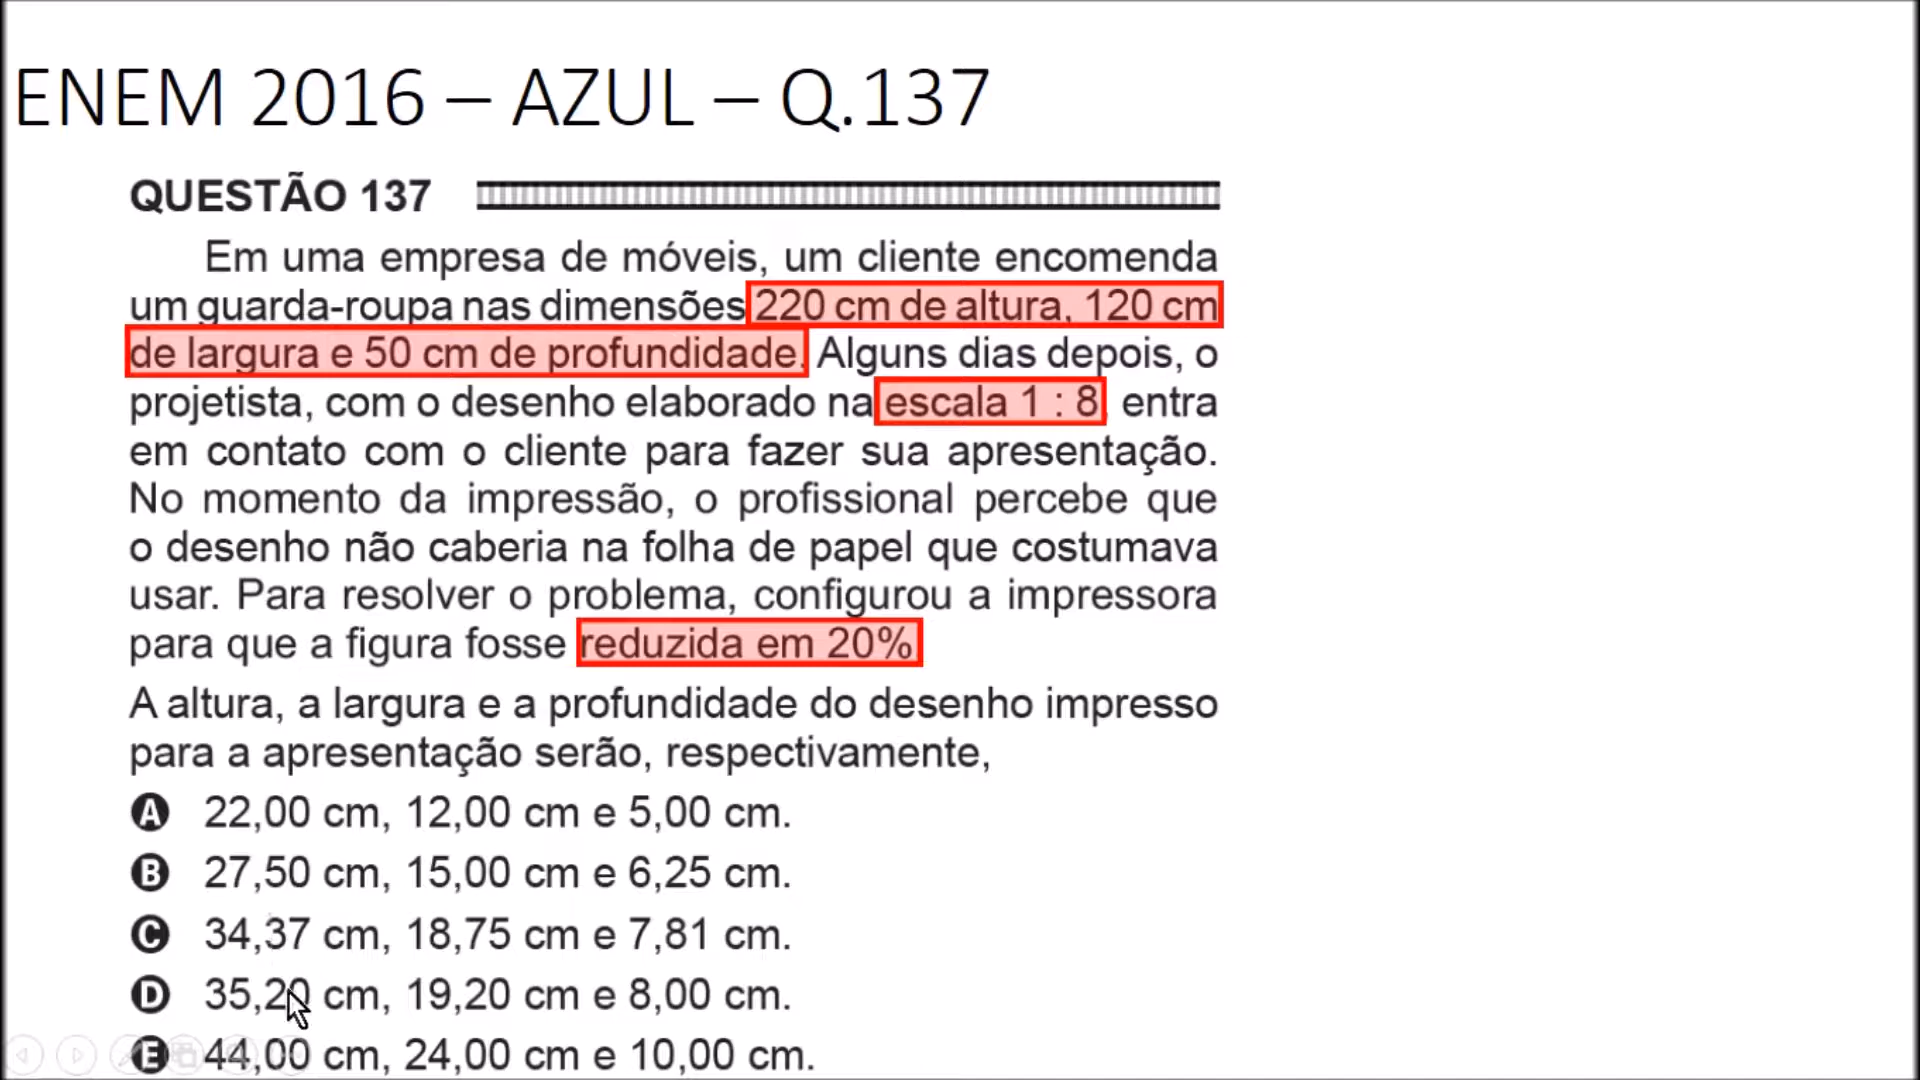 ENEM 2016 – AZUL – Q.137
QUESTÃO 137
Em uma empresa de móveis, um cliente encomenda
um guarda-roupa nas dimensões 220 cm de altura, 120 cm
de largura e 50 cm de profundidade. Alguns dias depois, o
projetista, com o desenho elaborado na escala 1 : 8, entra
em contato com o cliente para fazer sua apresentação.
No momento da impressão, o profissional percebe que
o desenho não caberia na folha de papel que costumava
usar. Para resolver o problema, configurou a impressora
para que a figura fosse reduzida em 20%
A altura, a largura e a profundidade do desenho impresso
para a apresentação serão, respectivamente,
A 22,00 cm, 12,00 cm e 5,00 cm.
B 27,50 cm, 15,00 cm e 6,25 cm.
C 34,37 cm, 18,75 cm e 7,81 cm.
D 35,20 cm, 19,20 cm e 8,00 cm.
E 44,00 cm, 24,00 cm e 10,00 cm.